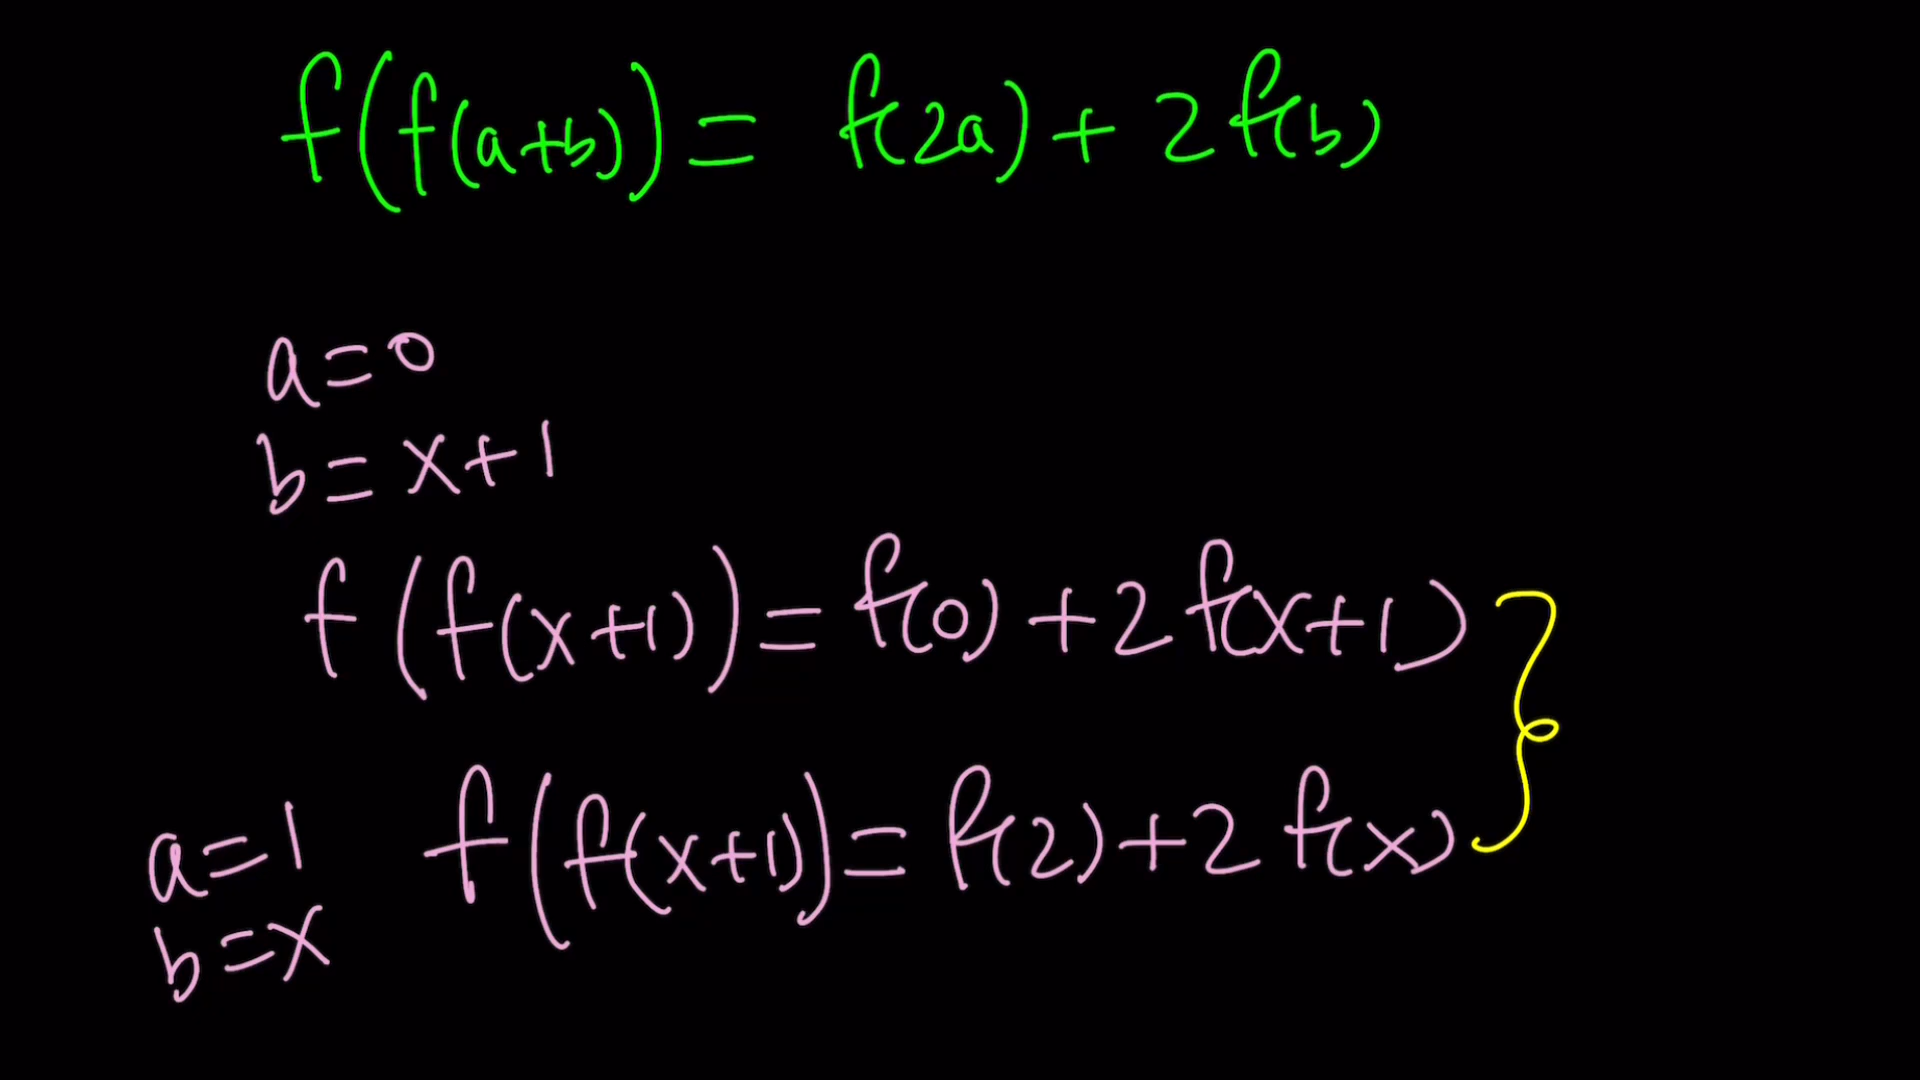 f(f(a+b)) = f(2a) + 2f(b)
a=0
b=x+1
f(f(x+1)) = f(0) + 2f(x+1)
a=1 f(f(x+1)) = f(2) + 2f(x)
b=x